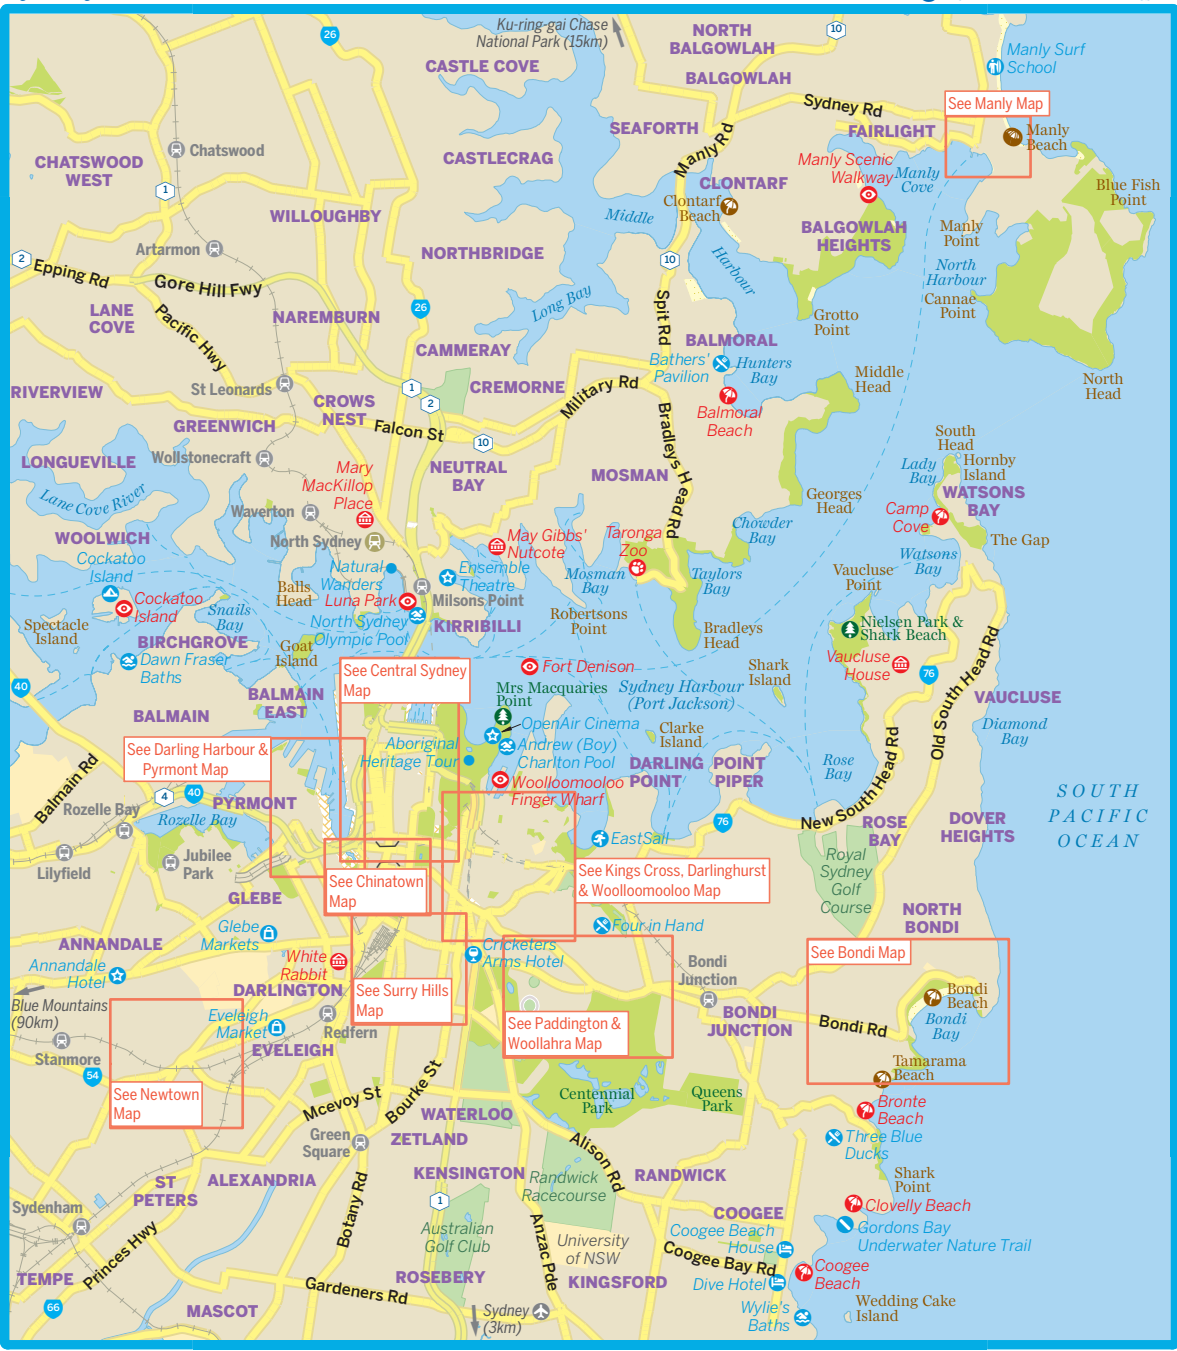 Ku-ring-gai Chase
National Park (15km)
26
10
NORTH
BALGOWLAH
Manly Surf
School
CASTLE COVE
BALGOWLAH
Sydney Rd
See Manly Map
SEAFORTH
FAIRLIGHT
Manly
Beach
Chatswood
CHATSWOOD
WEST
CASTLECRAG
Manly Rd
Manly Scenic
Walkway
Manly
Cove
1
CLONTARF
Clontarf
Beach
Blue Fish
Point
WILLOUGHBY
Middle
Harbour
BALGOWLAH
HEIGHTS
Manly
Point
Artarmon
NORTHBRIDGE
10
2
Epping Rd
Gore Hill Fwy
North
Harbour
Cannae
Point
Long Bay
Spit Rd
LANE
COVE
Pacific Hwy
NAREMBURN
26
Grotto
Point
CAMMERAY
BALMORAL
Bathers'
Pavilion
Hunters
Bay
Middle
Head
North
Head
RIVERVIEW
St Leonards
1
2
CREMORNE
Military Rd
Balmoral
Beach
CROWS
NEST
GREENWICH
Falcon St
10
Bradleys Head Rd
South
Head
Hornby
Island
LONGUEVILLE
Wollstonecraft
Mary
MacKillop
Place
NEUTRAL
BAY
MOSMAN
Lady
Bay
WATSONS
BAY
Lane Cove River
Waverton
Georges
Head
Camp
Cove
WOOLWICH
North Sydney
May Gibbs'
Nutcote
Taronga
Zoo
Chowder
Bay
The Gap
Cockatoo
Island
Natural
Wanders
Ensemble
Theatre
Mosman
Bay
Taylors
Bay
Watsons
Bay
Vaucluse
Point
Cockatoo
Island
Balls
Head
Luna Park
Milsons Point
Snails
Bay
Spectacle
Island
North Sydney
Olympic Pool
KIRRIBILLI
Robertsons
Point
Bradleys
Head
Nielsen Park &
Shark Beach
BIRCHGROVE
Goat
Island
Dawn Fraser
Baths
See Central Sydney
Map
Fort Denison
Shark
Island
Vaucluse
House
76
Old South Head Rd
40
BALMAIN
EAST
Mrs Macquaries
Point
Sydney Harbour
(Port Jackson)
VAUCLUSE
BALMAIN
OpenAir Cinema
Clarke
Island
Diamond
Bay
See Darling Harbour &
Pyrmont Map
Aboriginal
Heritage Tour
Andrew (Boy)
Charlton Pool
DARLING
POINT
POINT
PIPER
Rose
Bay
New South Head Rd
Balmain Rd
Woolloomooloo
Finger Wharf
SOUTH
PACIFIC
OCEAN
4
40
PYRMONT
Rozelle Bay
Rozelle Bay
76
ROSE
BAY
DOVER
HEIGHTS
EastSail
Lilyfield
Jubilee
Park
See Chinatown
Map
See Kings Cross, Darlinghurst
& Woolloomooloo Map
Royal
Sydney
Golf
Course
GLEBE
NORTH
BONDI
Glebe
Markets
Four in Hand
ANNANDALE
Annandale
Hotel
White
Rabbit
Cricketers
Arms Hotel
Bondi
Junction
See Bondi Map
Blue Mountains
(90km)
DARLINGTON
See Surry Hills
Map
Bondi
Beach
Bondi
Bay
Eveleigh
Market
Redfern
See Paddington &
Woollahra Map
BONDI
JUNCTION
Bondi Rd
Stanmore
EVELEIGH
54
Tamarama
Beach
See Newtown
Map
Mcevoy St
Bourke St
Centennial
Park
Queens
Park
Bronte
Beach
WATERLOO
Green
Square
ZETLAND
Alison Rd
Three Blue
Ducks
ALEXANDRIA
KENSINGTON
Randwick
Racecourse
RANDWICK
Shark
Point
ST
PETERS
Sydenham
Botany Rd
1
Anzac Pde
COOGEE
Clovelly Beach
Australian
Golf Club
University
of NSW
Coogee Beach
House
Gordons Bay
Underwater Nature Trail
Princes Hwy
Coogee Bay Rd
TEMPE
ROSEBERY
KINGSFORD
Dive Hotel
Coogee
Beach
66
Gardeners Rd
MASCOT
Sydney
(3km)
Wylie's
Baths
Wedding Cake
Island